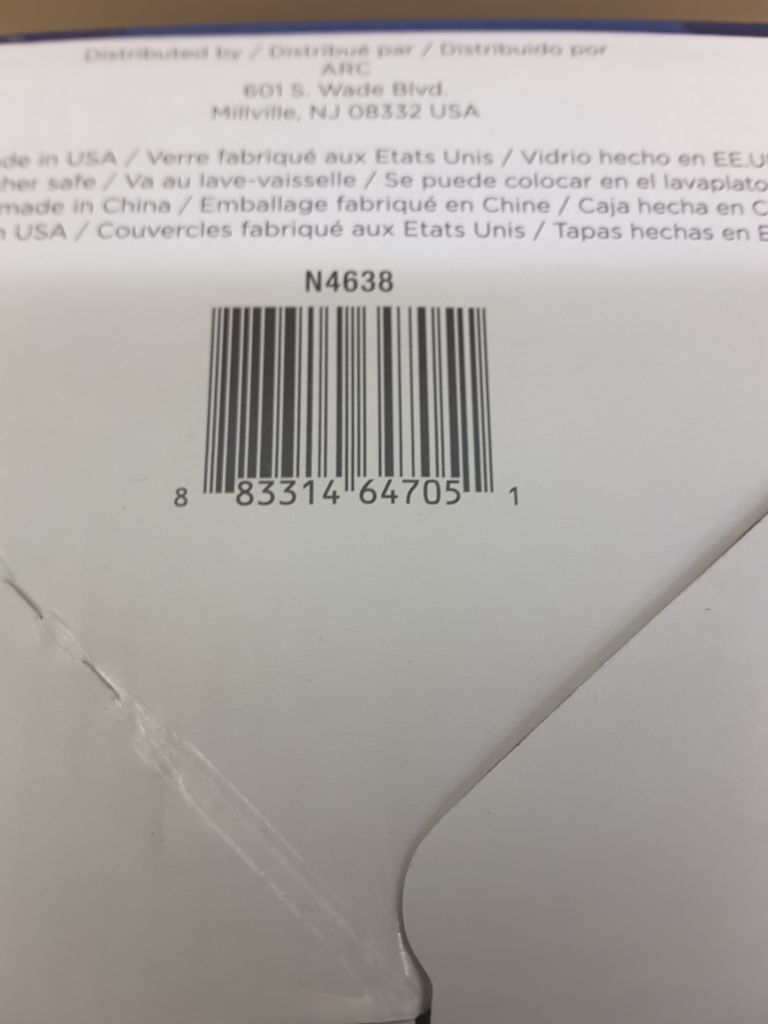 Distributed by / Distribué par / Distribuido por
ARC
601 S. Wade Blvd.
Millville, NJ 08332 USA
de in USA / Verre fabriqué aux Etats Unis / Vidrio hecho en EE.U
her safe / Va au lave-vaisselle / Se puede colocar en el lavaplato
made in China / Emballage fabriqué en Chine / Caja hecha en C
n USA / Couvercles fabriqué aux Etats Unis / Tapas hechas en E
N4638
8 83314 64705 1